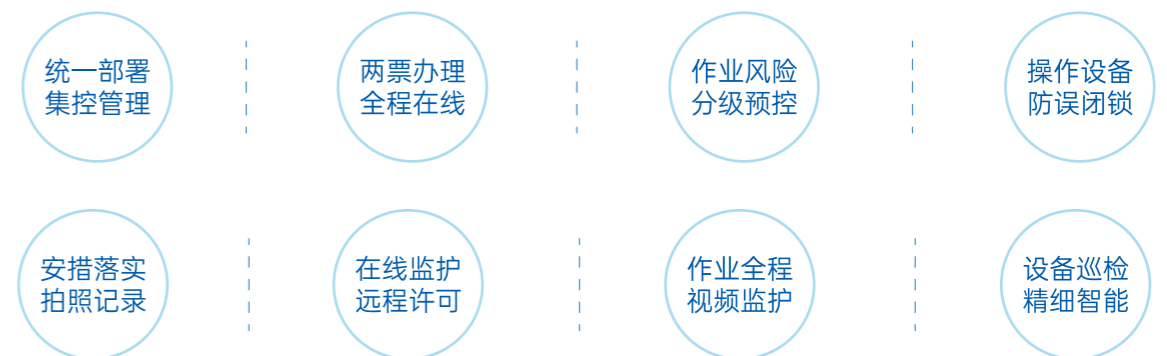 统一部署
集控管理
两票办理
全程在线
作业风险
分级预控
操作设备
防误闭锁
安措落实
拍照记录
在线监护
远程许可
作业全程
视频监护
设备巡检
精细智能